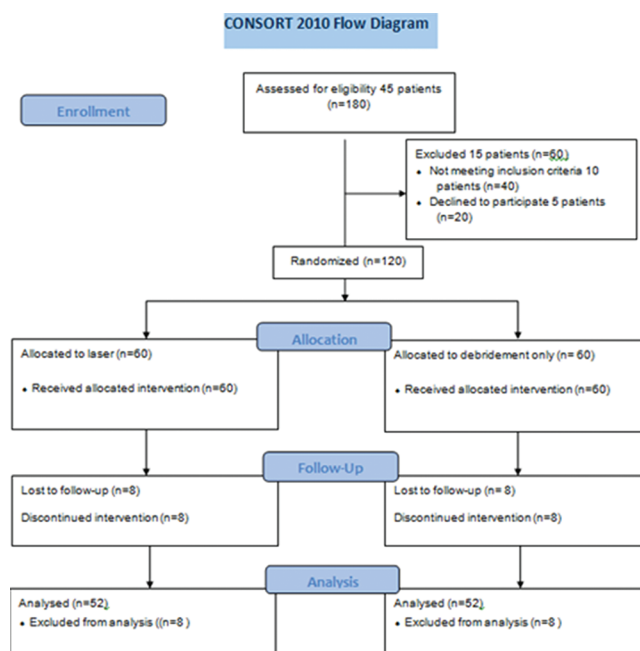 CONSORT 2010 Flow Diagram
Enrollment
Assessed for eligibility 45 patients
(n=180)
Excluded 15 patients (n=60)
• Not meeting inclusion criteria 10
patients (n=40)
• Declined to participate 5 patients
(n=20)
Randomized (n=120)
Allocation
Allocated to laser (n=60)
• Received allocated intervention (n=60)
Allocated to debridement only (n= 60)
• Received allocated intervention (n=60)
Follow-Up
Lost to follow-up (n=8)
Discontinued intervention (n=8)
Lost to follow-up (n= 8)
Discontinued intervention (n=8)
Analysis
Analysed (n=52)
• Excluded from analysis ((n=8 )
Analysed (n=52)
• Excluded from analysis (n=8 )